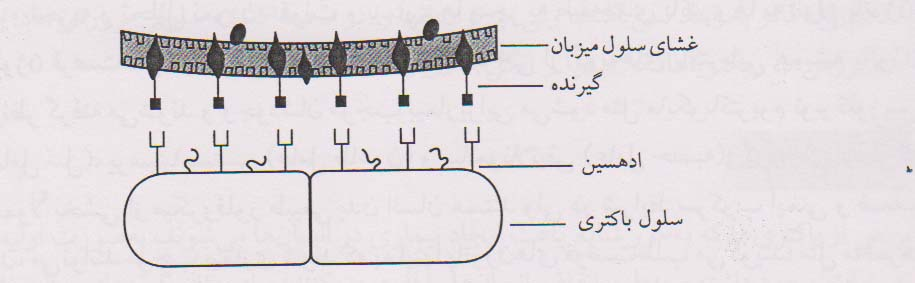 غشای سلول میزبان
گیرنده
ادهسین
سلول باکتری